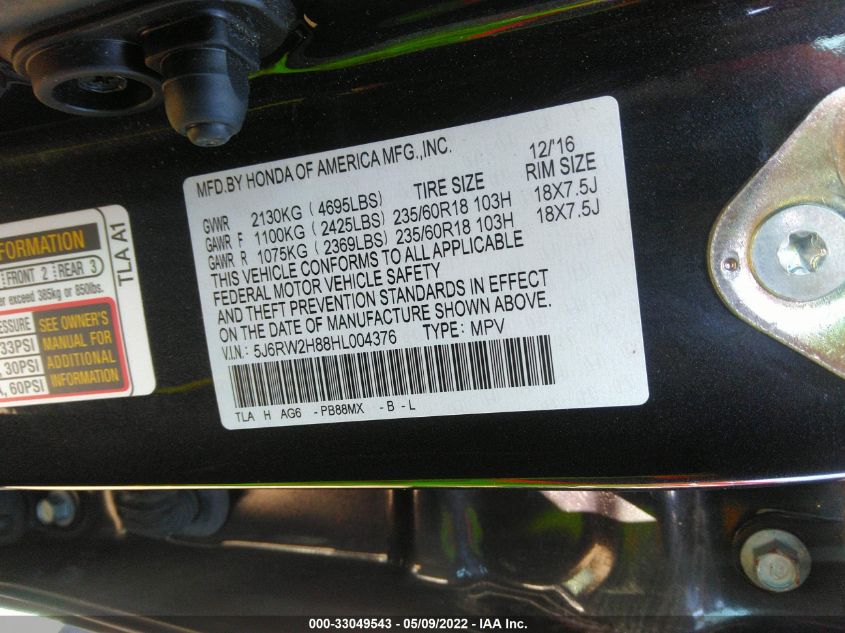 MFD.BY HONDA OF AMERICA MFG.,INC. 12/'16
TIRE SIZE RIM SIZE
GVWR 2130KG ( 4695LBS)
GAWR F 1100KG ( 2425LBS) 235/60R18 103H 18X7.5J
GAWR R 1075KG ( 2369LBS) 235/60R18 103H 18X7.5J
THIS VEHICLE CONFORMS TO ALL APPLICABLE
FEDERAL MOTOR VEHICLE SAFETY
AND THEFT PREVENTION STANDARDS IN EFFECT
ON THE DATE OF MANUFACTURE SHOWN ABOVE.
V.I.N.: 5J6RW2H88HL004376 TYPE: MPV
TLA H AG6 -PB88MX -B -L
TLA A1
FORMATION
FRONT 2 REAR 3
exceed 385kg or 850lbs.
SEE OWNER'S
33PSI MANUAL FOR
30PSI ADDITIONAL
60PSI INFORMATION
000-33049543 - 05/09/2022 - IAA Inc.